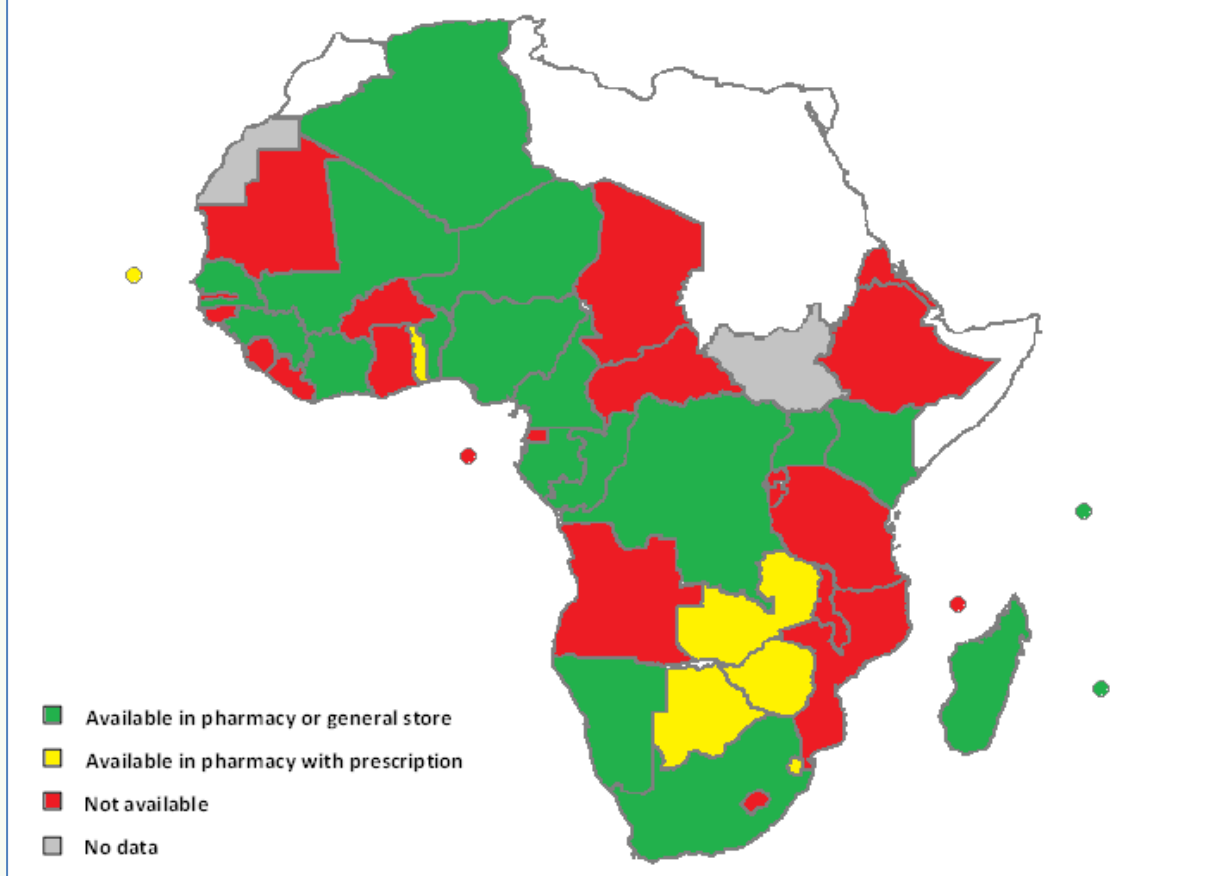 Available in pharmacy or general store
Available in pharmacy with prescription
Not available
No data